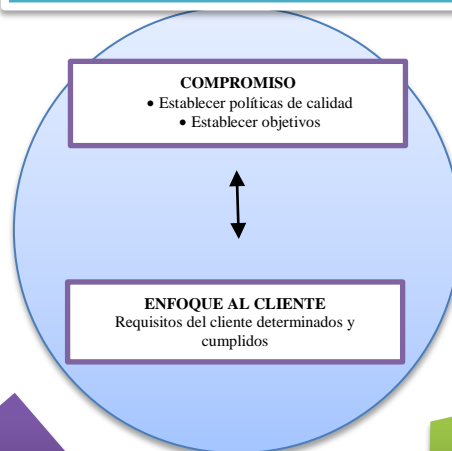 COMPROMISO
• Establecer políticas de calidad
• Establecer objetivos
ENFOQUE AL CLIENTE
Requisitos del cliente determinados y
cumplidos